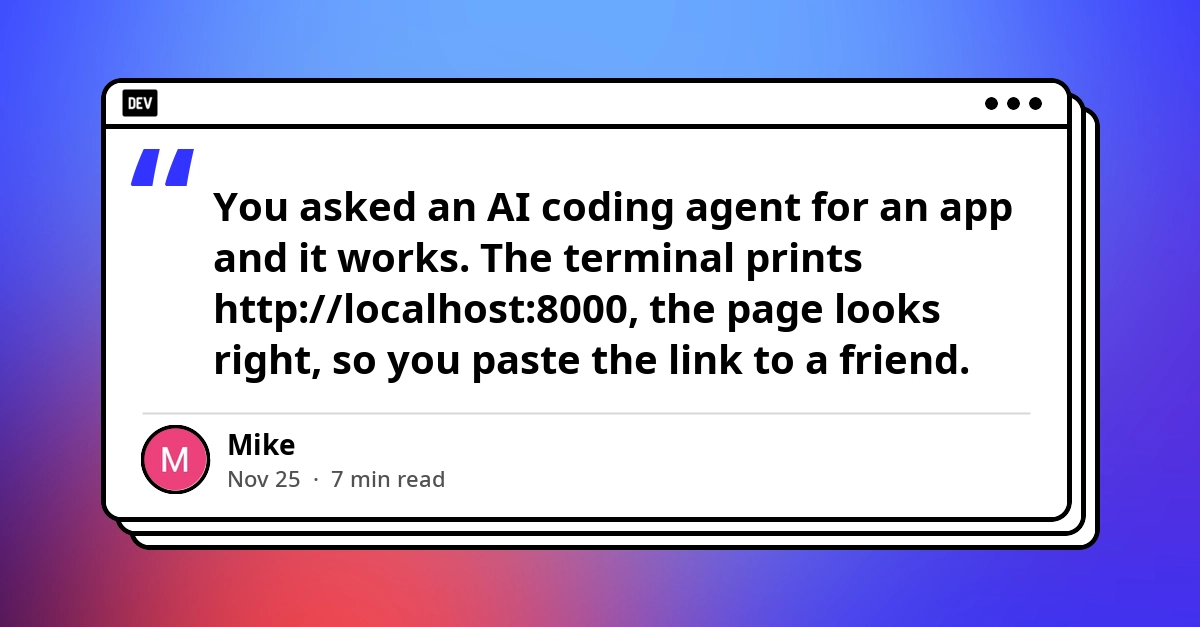 DEV
“
You asked an AI coding agent for an app
and it works. The terminal prints
http://localhost:8000, the page looks
right, so you paste the link to a friend.
M
Mike
Nov 25 · 7 min read